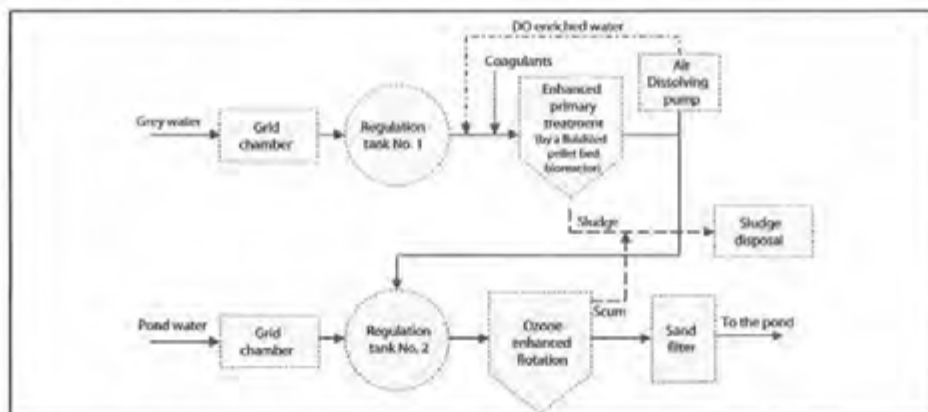 DO enriched water
Coagulants
Air
Dissolving
pump
Enhanced
primary
treatment
(by a fluidized
pellet bed
bioreactor)
Grey water
Grid
chamber
Regulation
tank No. 1
Sludge
Sludge
disposal
Pond water
Grid
chamber
Regulation
tank No. 2
Ozone
enhanced
flotation
Scum
Sand
filter
To the pond